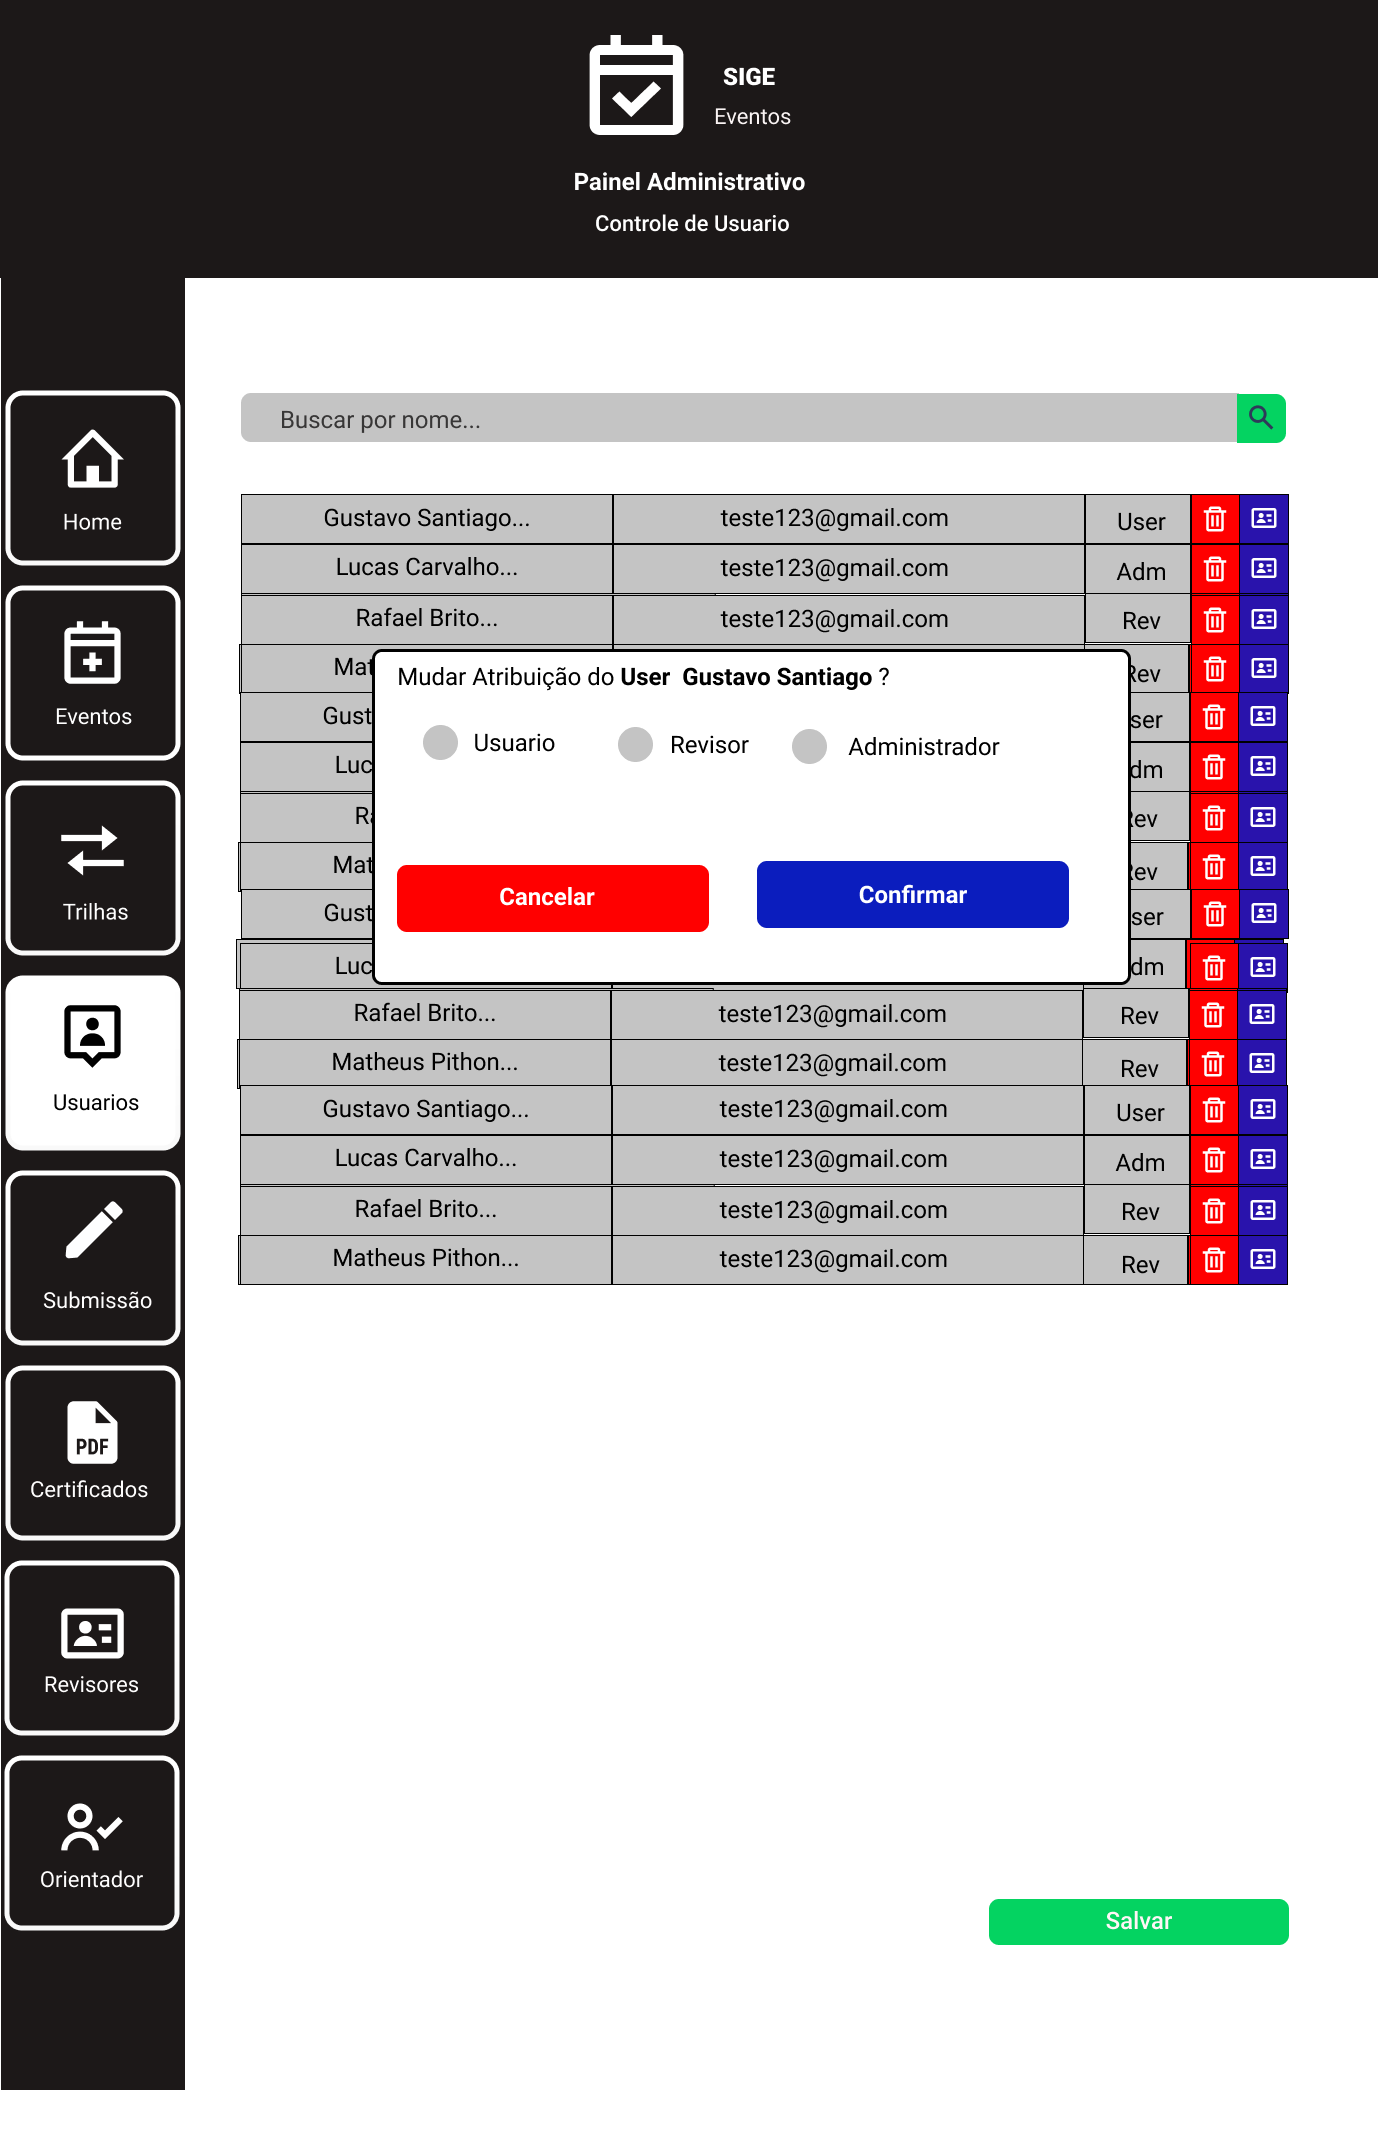 SIGE
Eventos
Painel Administrativo
Controle de Usuario
Buscar por nome...
Home
Eventos
Trilhas
Usuarios
Submissão
PDF
Certificados
Revisores
Orientador
Gustavo Santiago... teste123@gmail.com User
Lucas Carvalho... teste123@gmail.com Adm
Rafael Brito... teste123@gmail.com Rev
Mat Rev
Mudar Atribuição do User Gustavo Santiago ?
Gust ser
Usuario Revisor Administrador
Luc dm
Ra Rev
Mat Rev
Cancelar Confirmar
Gust ser
Luc dm
Rafael Brito... teste123@gmail.com Rev
Matheus Pithon... teste123@gmail.com Rev
Gustavo Santiago... teste123@gmail.com User
Lucas Carvalho... teste123@gmail.com Adm
Rafael Brito... teste123@gmail.com Rev
Matheus Pithon... teste123@gmail.com Rev
Salvar